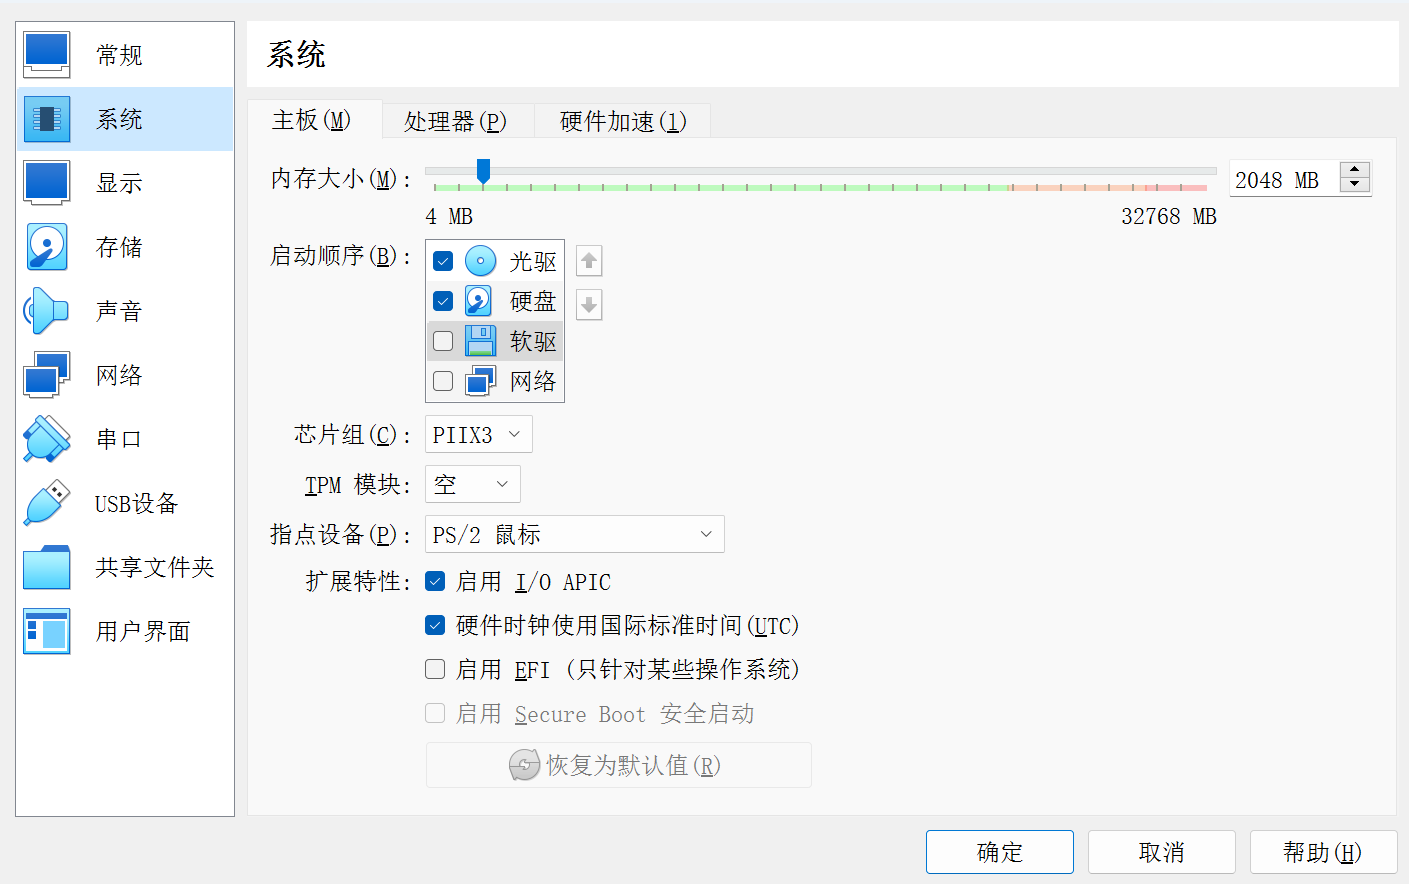 常规
系统
显示
存储
声音
网络
串口
USB设备
共享文件夹
用户界面
系统
主板(M) 处理器(P) 硬件加速(l)
内存大小(M): 2048 MB
4 MB 32768 MB
启动顺序(B):
光驱
硬盘
软驱
网络
芯片组(C): PIIX3
TPM 模块: 空
指点设备(P): PS/2 鼠标
扩展特性: 启用 I/O APIC
硬件时钟使用国际标准时间(UTC)
启用 EFI (只针对某些操作系统)
启用 Secure Boot 安全启动
恢复为默认值(R)
确定 取消 帮助(H)